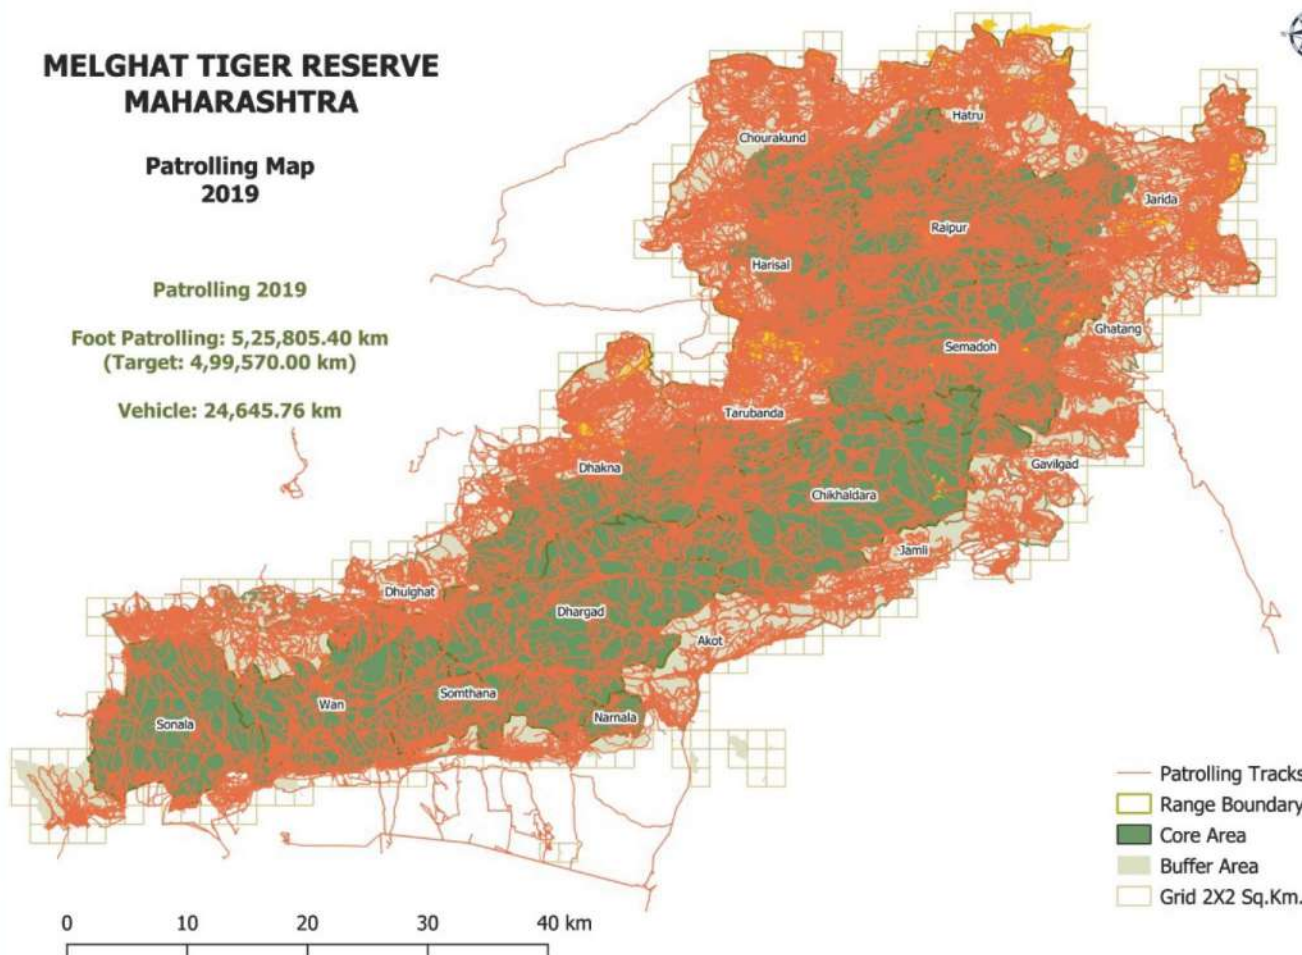 MELGHAT TIGER RESERVE
MAHARASHTRA
Patrolling Map
2019
Patrolling 2019
Foot Patrolling: 5,25,805.40 km
(Target: 4,99,570.00 km)
Vehicle: 24,645.76 km
Hatru
Chourakund
Jarida
Raipur
Harisal
Ghatang
Semadoh
Tarubanda
Gavilgad
Dhakna
Chikhaldara
Jamli
Dhulghat
Dhargad
Akot
Somthana
Wan
Narnala
Sonala
Patrolling Tracks
Range Boundary
Core Area
Buffer Area
Grid 2X2 Sq.Km.
0 10 20 30 40 km